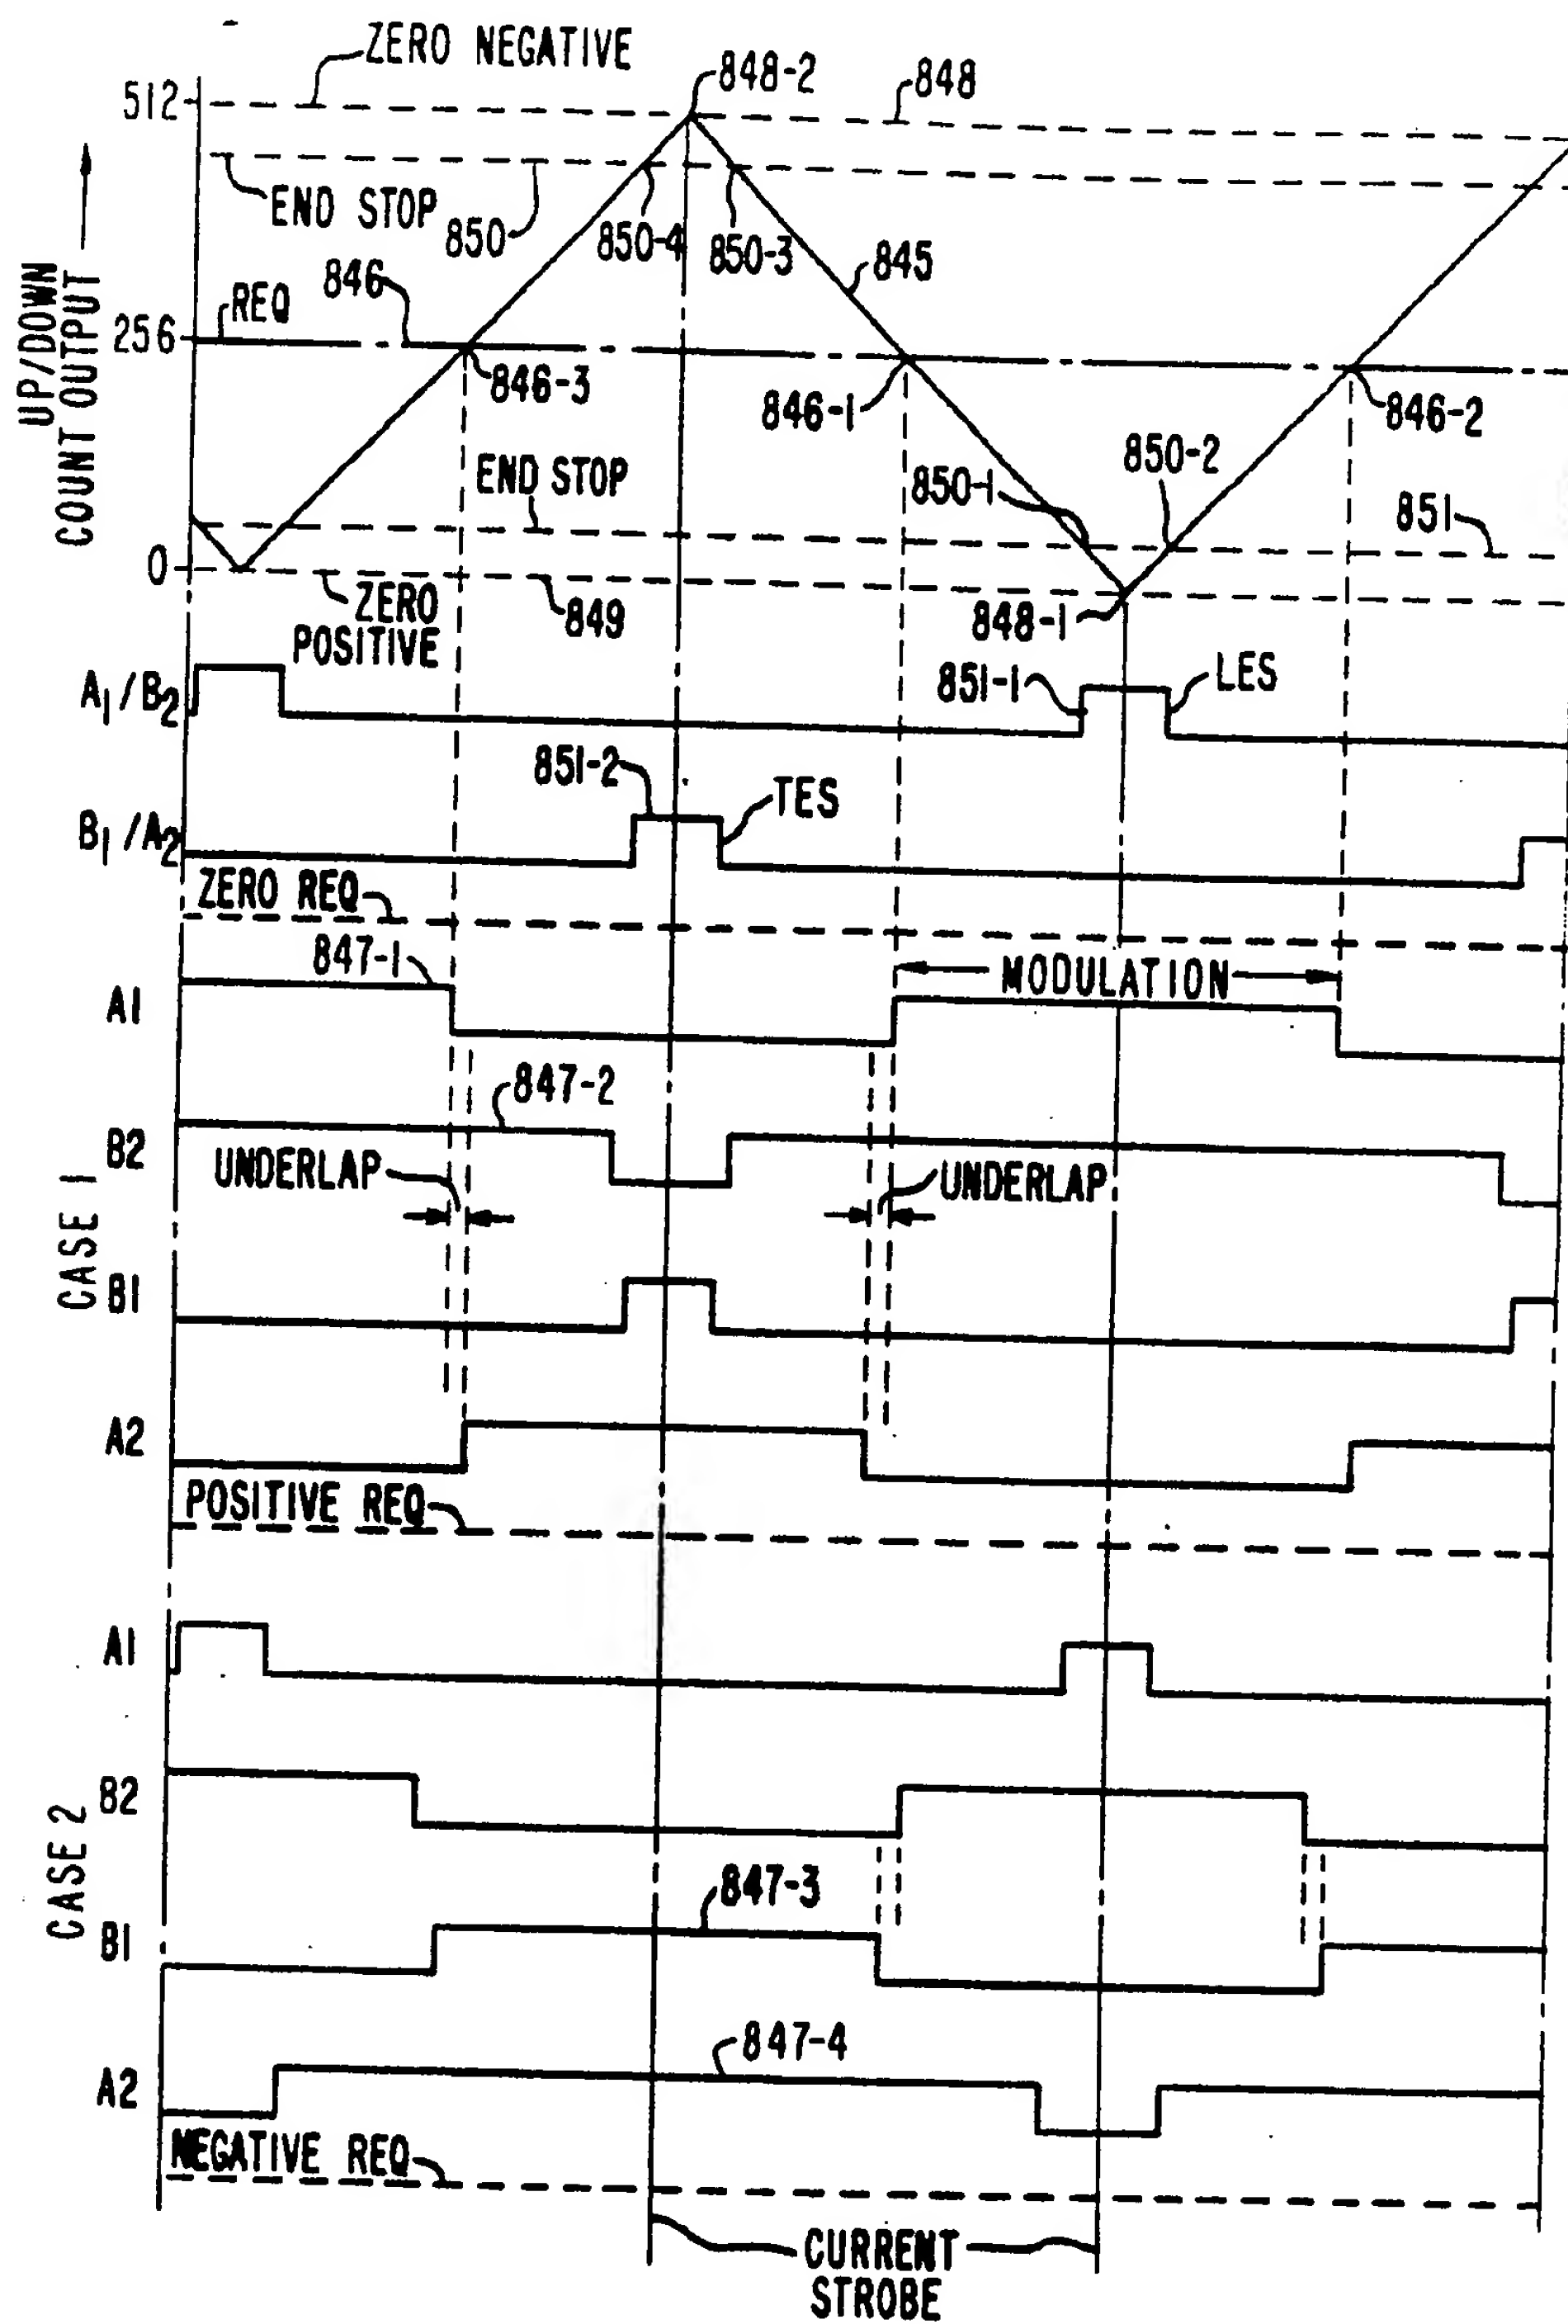 ZERO NEGATIVE
848-2
848
512
END STOP
850
850-4
850-3
845
UP/DOWN
COUNT OUTPUT
REQ
846
256
846-3
846-1
846-2
END STOP
850-1
850-2
851
0
ZERO
POSITIVE
849
848-1
A1/B2
851-1
LES
851-2
TES
B1/A2
ZERO REQ
847-1
MODULATION
A1
847-2
B2
UNDERLAP
UNDERLAP
CASE 1
B1
A2
POSITIVE REQ
A1
B2
CASE 2
847-3
B1
847-4
A2
NEGATIVE REQ
CURRENT
STROBE